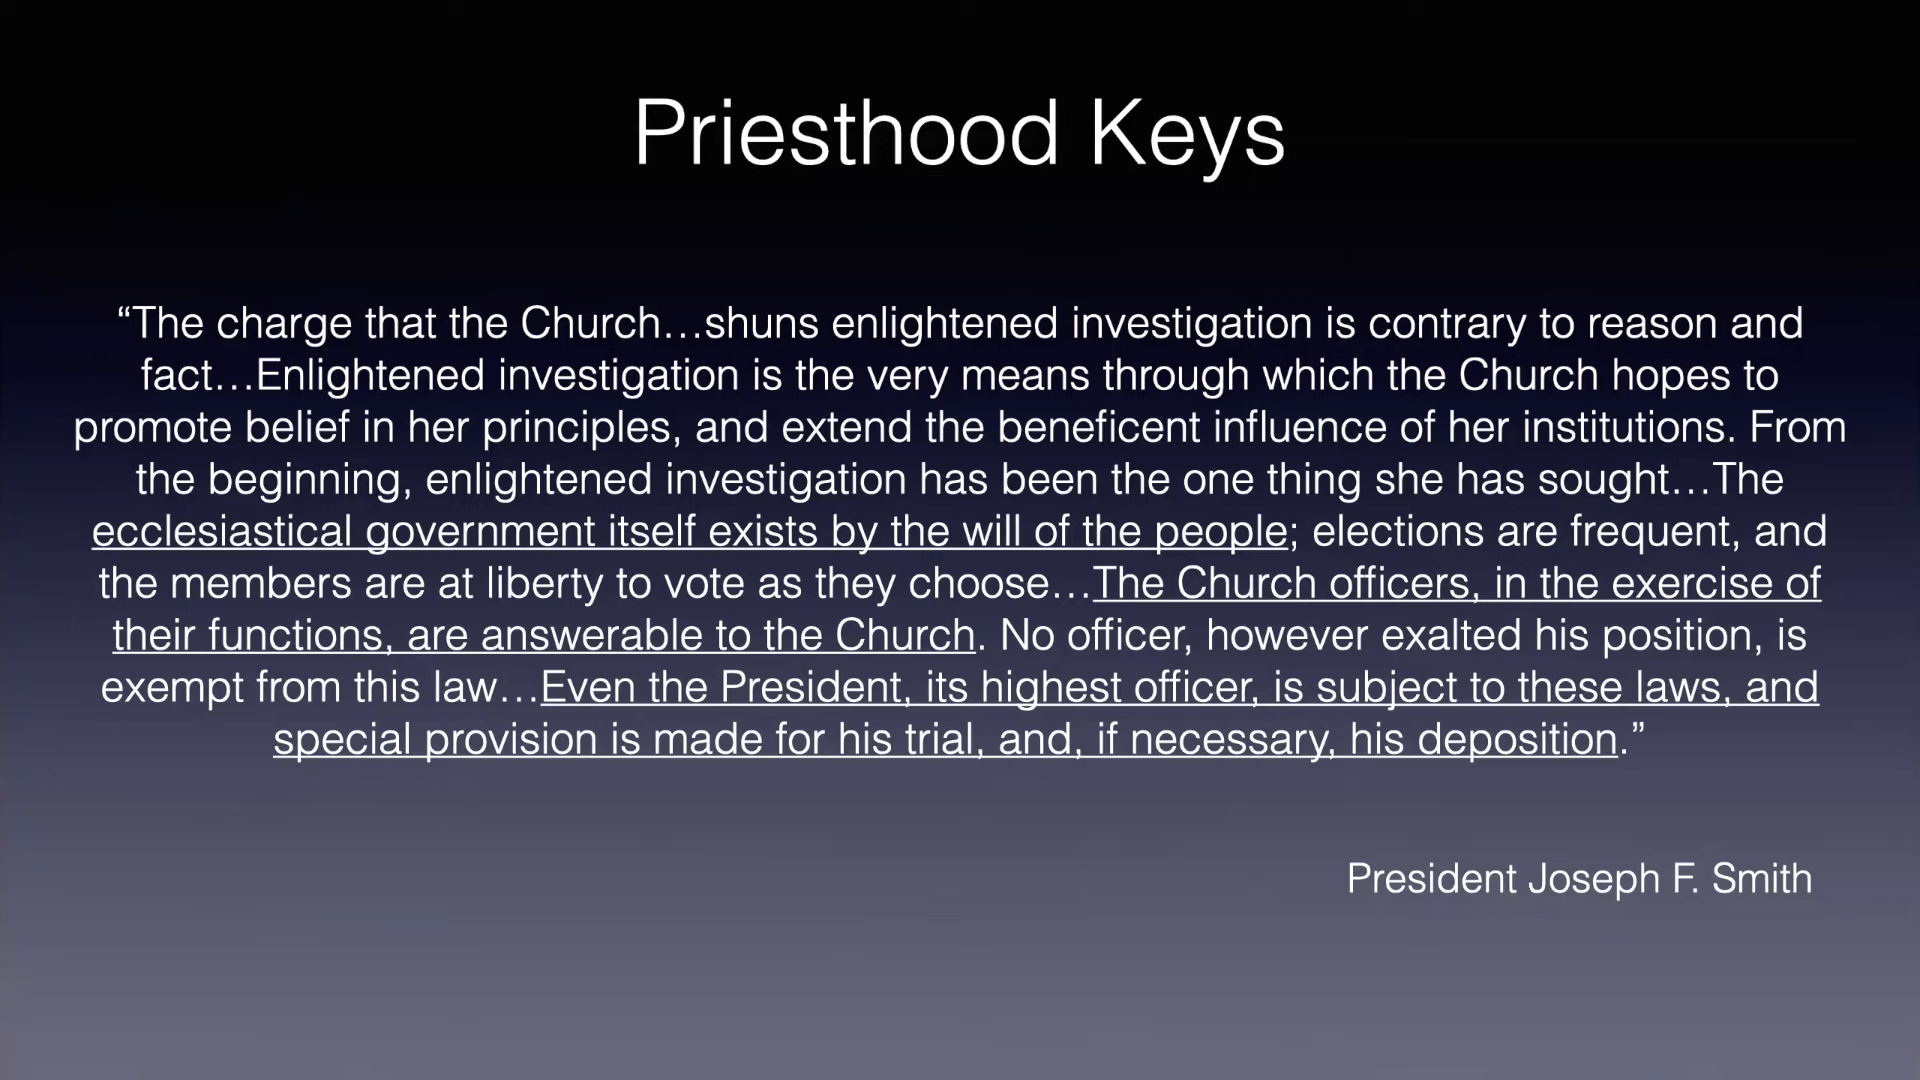 Priesthood Keys
“The charge that the Church…shuns enlightened investigation is contrary to reason and
fact…Enlightened investigation is the very means through which the Church hopes to
promote belief in her principles, and extend the beneficent influence of her institutions. From
the beginning, enlightened investigation has been the one thing she has sought…The
ecclesiastical government itself exists by the will of the people; elections are frequent, and
the members are at liberty to vote as they choose…The Church officers, in the exercise of
their functions, are answerable to the Church. No officer, however exalted his position, is
exempt from this law…Even the President, its highest officer, is subject to these laws, and
special provision is made for his trial, and, if necessary, his deposition.”
President Joseph F. Smith